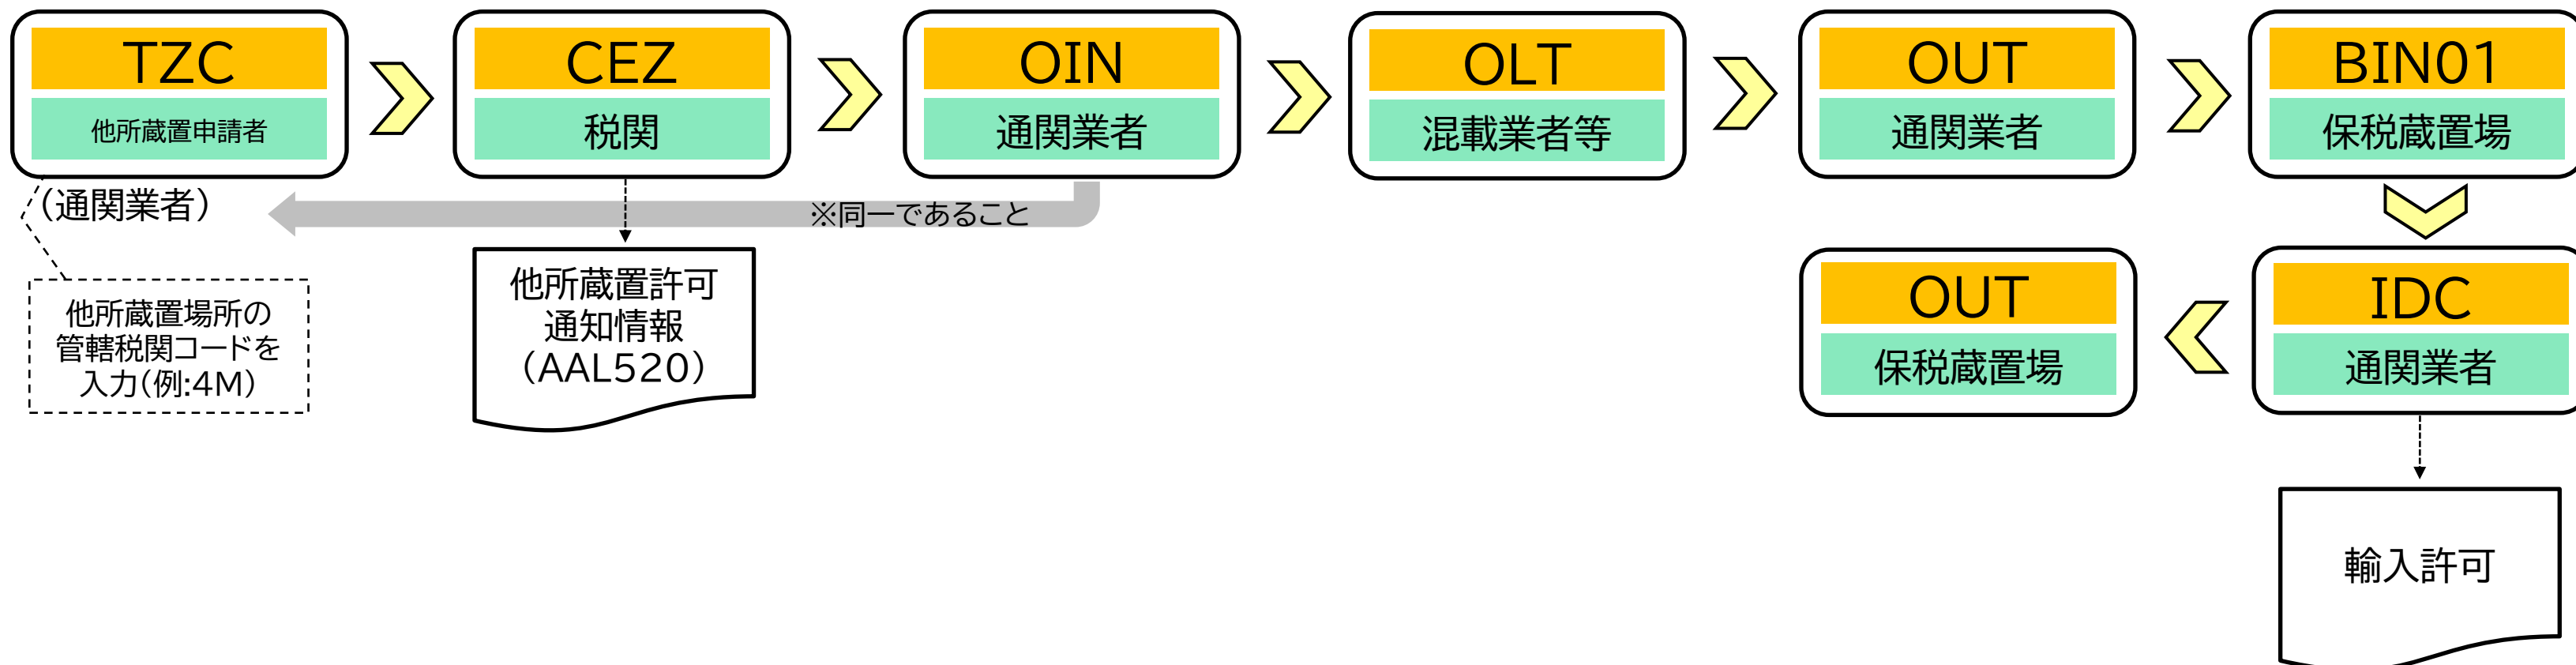 TZC
他所蔵置申請者
CEZ
税関
OIN
通関業者
OLT
混載業者等
OUT
通関業者
BIN01
保税蔵置場
（通関業者）
※同一であること
他所蔵置場所の
管轄税関コードを
入力（例:4M）
他所蔵置許可
通知情報
（AAL520）
IDC
通関業者
OUT
保税蔵置場
輸入許可